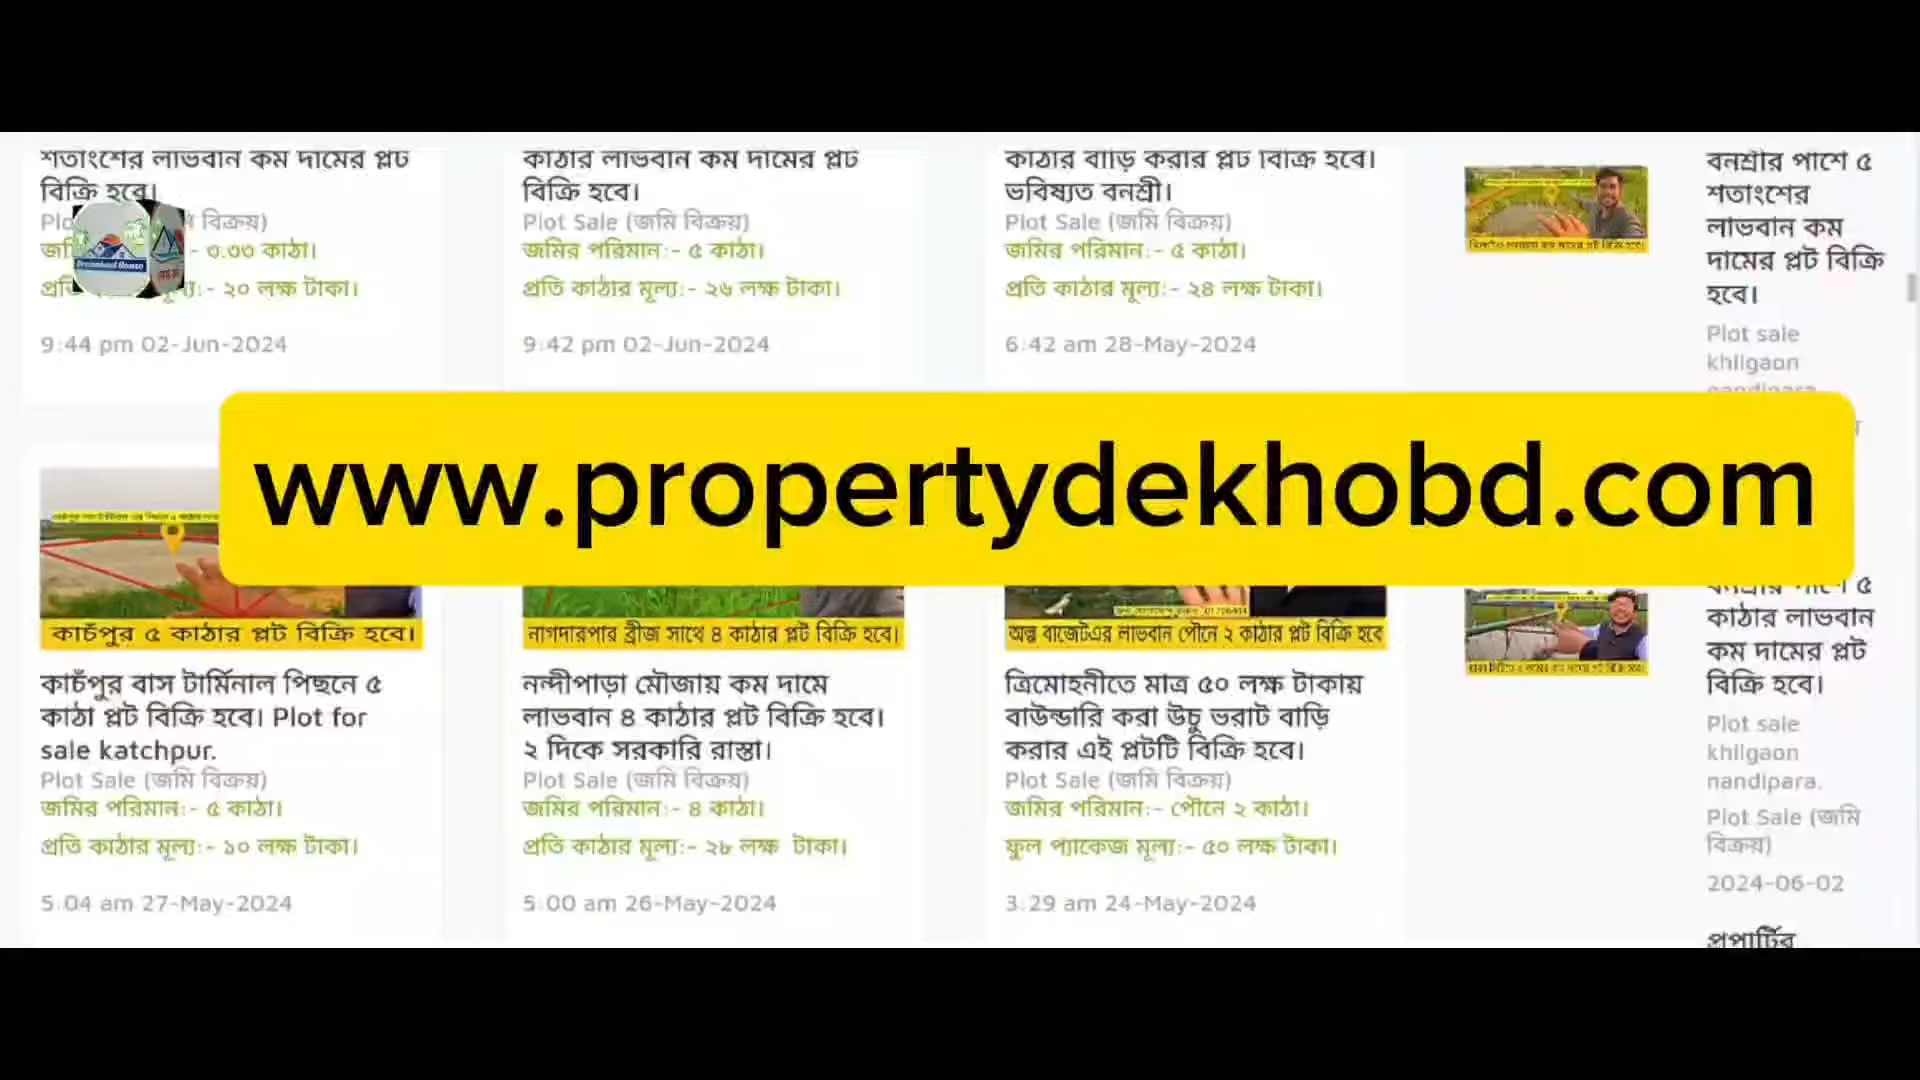 শতাংশের লাভবান কম দামের প্লট
বিক্রি হবে।
বিক্রয়)
- ৩.৩৩ কাঠা।
প্রতি
- ২০ লক্ষ টাকা।
9:44 pm 02-Jun-2024
কাঠার লাভবান কম দামের প্লট
বিক্রি হবে।
Plot Sale (জমি বিক্রয়)
জমির পরিমান:- ৫ কাঠা।
প্রতি কাঠার মূল্য:- ২৬ লক্ষ টাকা।
9:42 pm 02-Jun-2024
কাঠার বাড়ি করার প্লট বিক্রি হবে।
ভবিষ্যত বনশ্রী।
Plot Sale (জমি বিক্রয়)
জমির পরিমান:- ৫ কাঠা।
প্রতি কাঠার মূল্য:- ২৪ লক্ষ টাকা।
6:42 am 28-May-2024
বনশ্রীর পাশে ৫
শতাংশের
লাভবান কম
দামের প্লট বিক্রি
হবে।
Plot sale
khilgaon
nandipara
Dreamland House
www.propertydekhobd.com
কাচঁপুর ৫ কাঠার প্লট বিক্রি হবে।
কাচঁপুর বাস টার্মিনাল পিছনে ৫
কাঠা প্লট বিক্রি হবে। Plot for
sale katchpur.
Plot Sale (জমি বিক্রয়)
জমির পরিমান:- ৫ কাঠা।
প্রতি কাঠার মূল্য:- ১০ লক্ষ টাকা।
5:04 am 27-May-2024
নাগদারপার ব্রীজ সাথে ৪ কাঠার প্লট বিক্রি হবে।
নন্দীপাড়া মৌজায় কম দামে
লাভবান ৪ কাঠার প্লট বিক্রি হবে।
২ দিকে সরকারি রাস্তা।
Plot Sale (জমি বিক্রয়)
জমির পরিমান:- ৪ কাঠা।
প্রতি কাঠার মূল্য:- ২৮ লক্ষ টাকা।
5:00 am 26-May-2024
অল্প বাজেটএর লাভবান পৌনে ২ কাঠার প্লট বিক্রি হবে
ত্রিমোহনীতে মাত্র ৫০ লক্ষ টাকায়
বাউন্ডারি করা উচু ভরাট বাড়ি
করার এই প্লটটি বিক্রি হবে।
Plot Sale (জমি বিক্রয়)
জমির পরিমান:- পৌনে ২ কাঠা।
ফুল প্যাকেজ মূল্য:- ৫০ লক্ষ টাকা।
3:29 am 24-May-2024
বনশ্রীর পাশে ৫
কাঠার লাভবান
কম দামের প্লট
বিক্রি হবে।
Plot sale
khilgaon
nandipara.
Plot Sale (জমি
বিক্রয়)
2024-06-02
প্রপার্টির